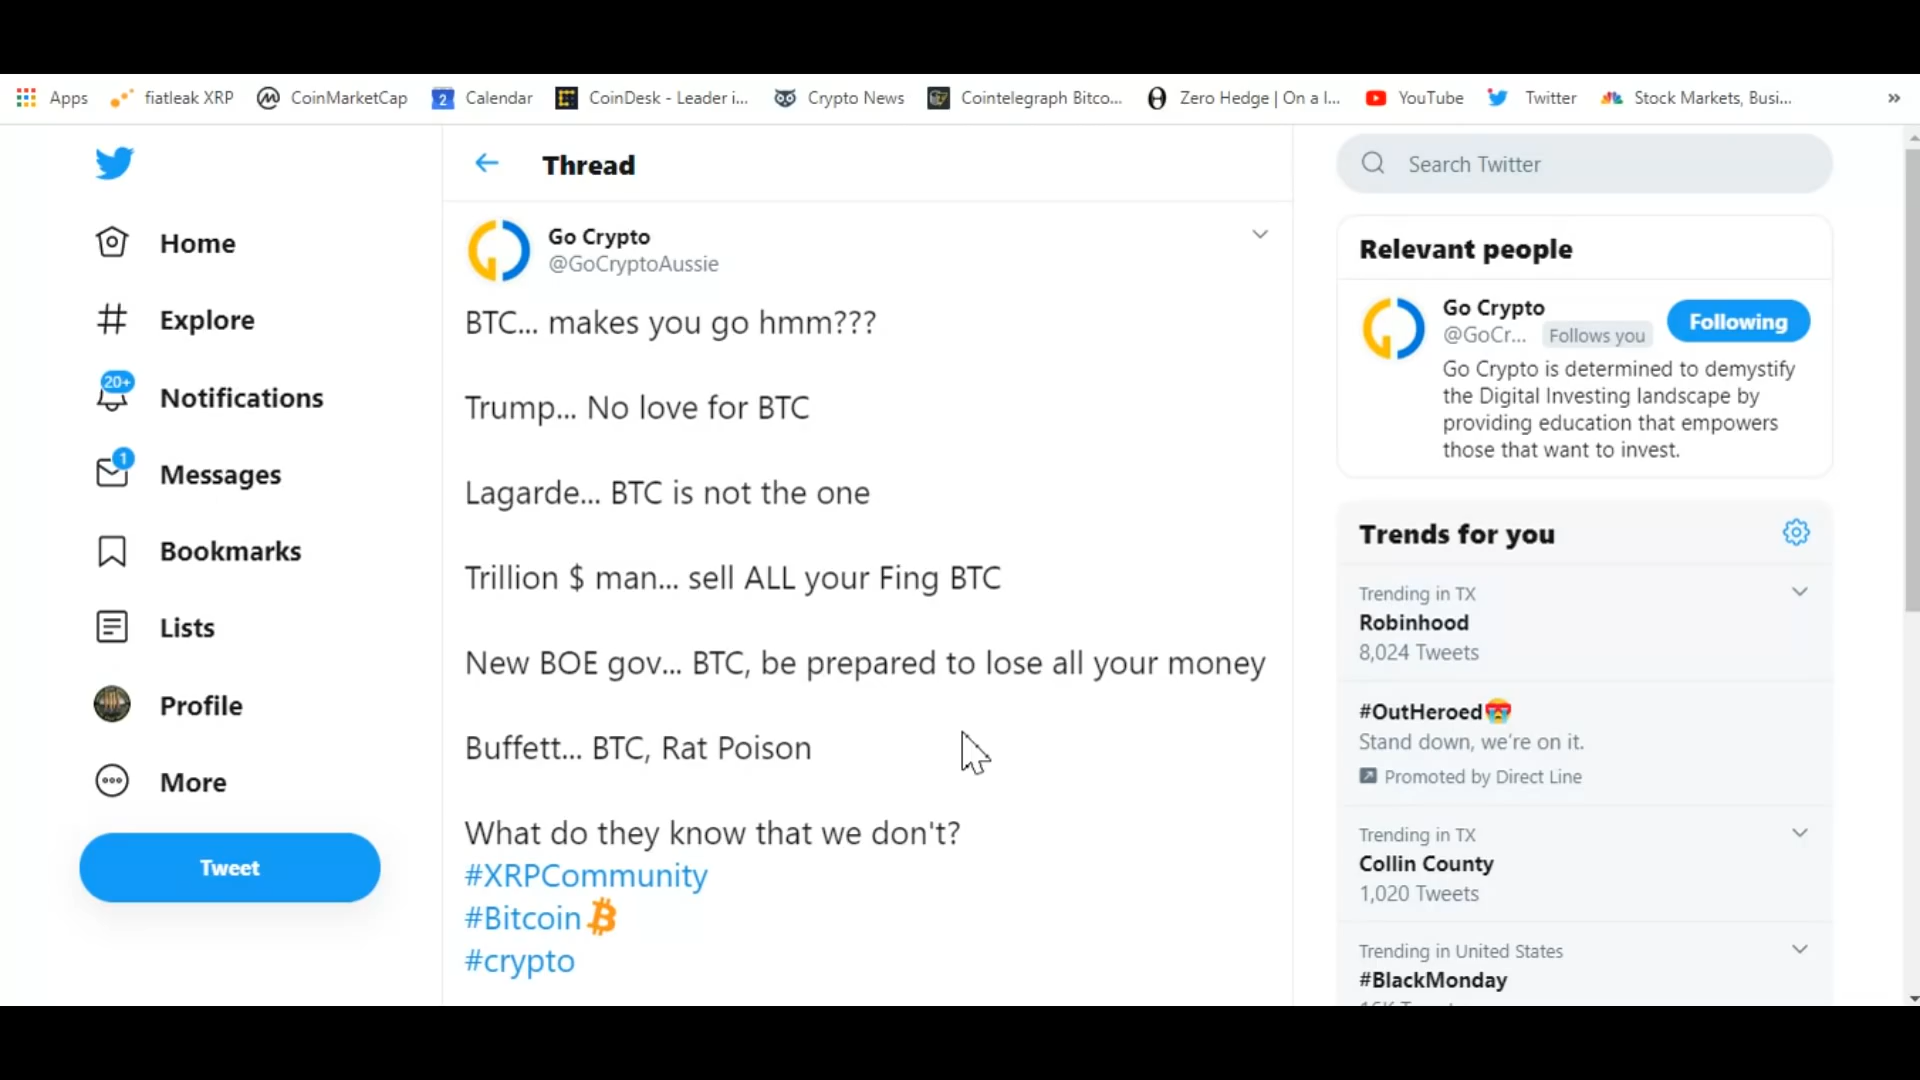 Apps fiatleak XRP CoinMarketCap 2 Calendar CoinDesk - Leader i... Crypto News Cointelegraph Bitco... Zero Hedge | On a l... YouTube Twitter Stock Markets, Busi... »
Home
Explore
20+
Notifications
1
Messages
Bookmarks
Lists
Profile
More
Tweet
Thread
Go Crypto
@GoCryptoAussie
BTC... makes you go hmm???
Trump... No love for BTC
Lagarde... BTC is not the one
Trillion $ man... sell ALL your Fing BTC
New BOE gov... BTC, be prepared to lose all your money
Buffett... BTC, Rat Poison
What do they know that we don't?
#XRPCommunity
#Bitcoin
#crypto
Search Twitter
Relevant people
Go Crypto
@GoCr... Follows you
Following
Go Crypto is determined to demystify
the Digital Investing landscape by
providing education that empowers
those that want to invest.
Trends for you
Trending in TX
Robinhood
8,024 Tweets
#OutHeroed
Stand down, we're on it.
Promoted by Direct Line
Trending in TX
Collin County
1,020 Tweets
Trending in United States
#BlackMonday